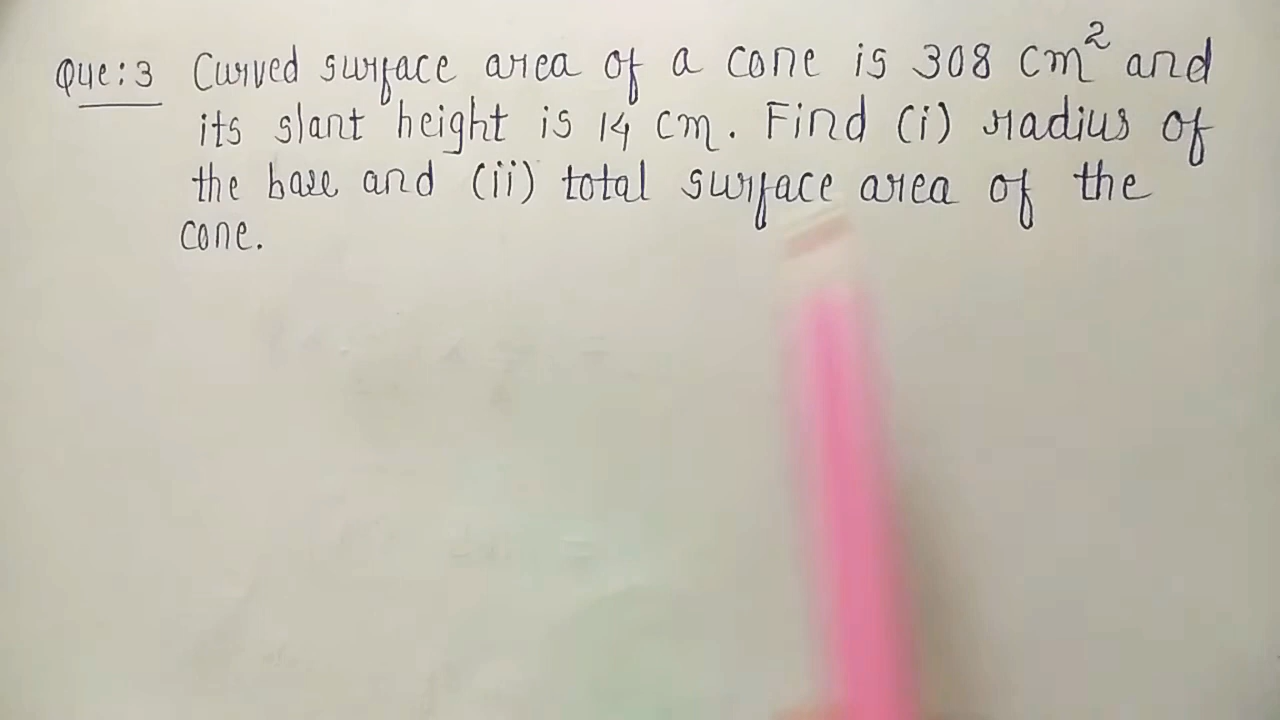 Que:3 Curved surface area of a cone is 308 cm² and
its slant height is 14 cm. Find (i) radius of
the base and (ii) total surface area of the
cone.